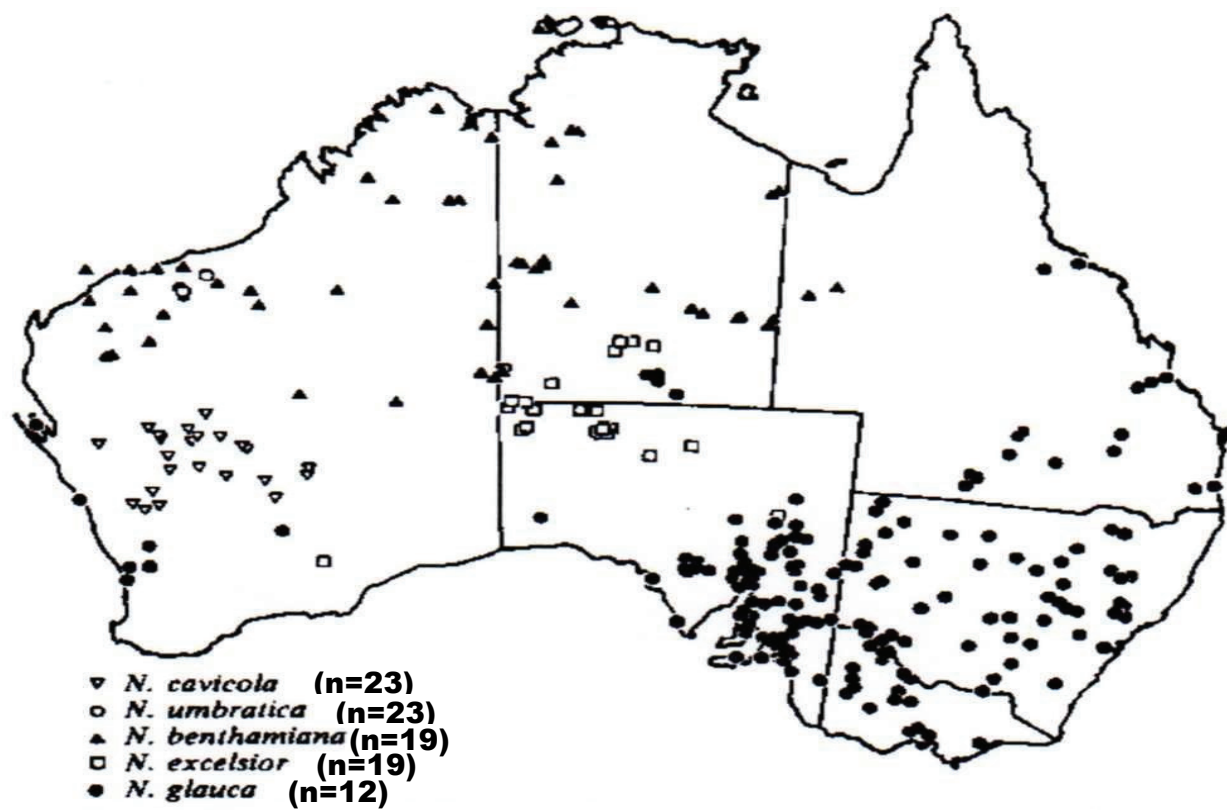 N. cavicola (n=23)
N. umbratica (n=23)
N. benthamiana (n=19)
N. excelsior (n=19)
N. glauca (n=12)